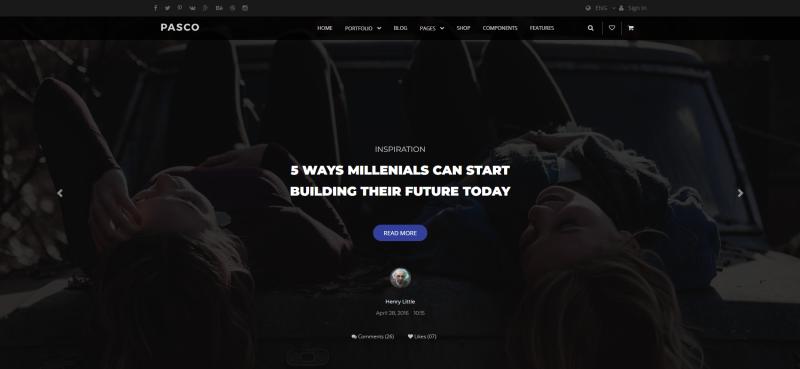 ENG
Sign In
PASCO
HOME
PORTFOLIO
BLOG
PAGES
SHOP
COMPONENTS
FEATURES
INSPIRATION
5 WAYS MILLENIALS CAN START
BUILDING THEIR FUTURE TODAY
READ MORE
Henry Little
April 28, 2016 10:15
Comments (26) Likes (07)